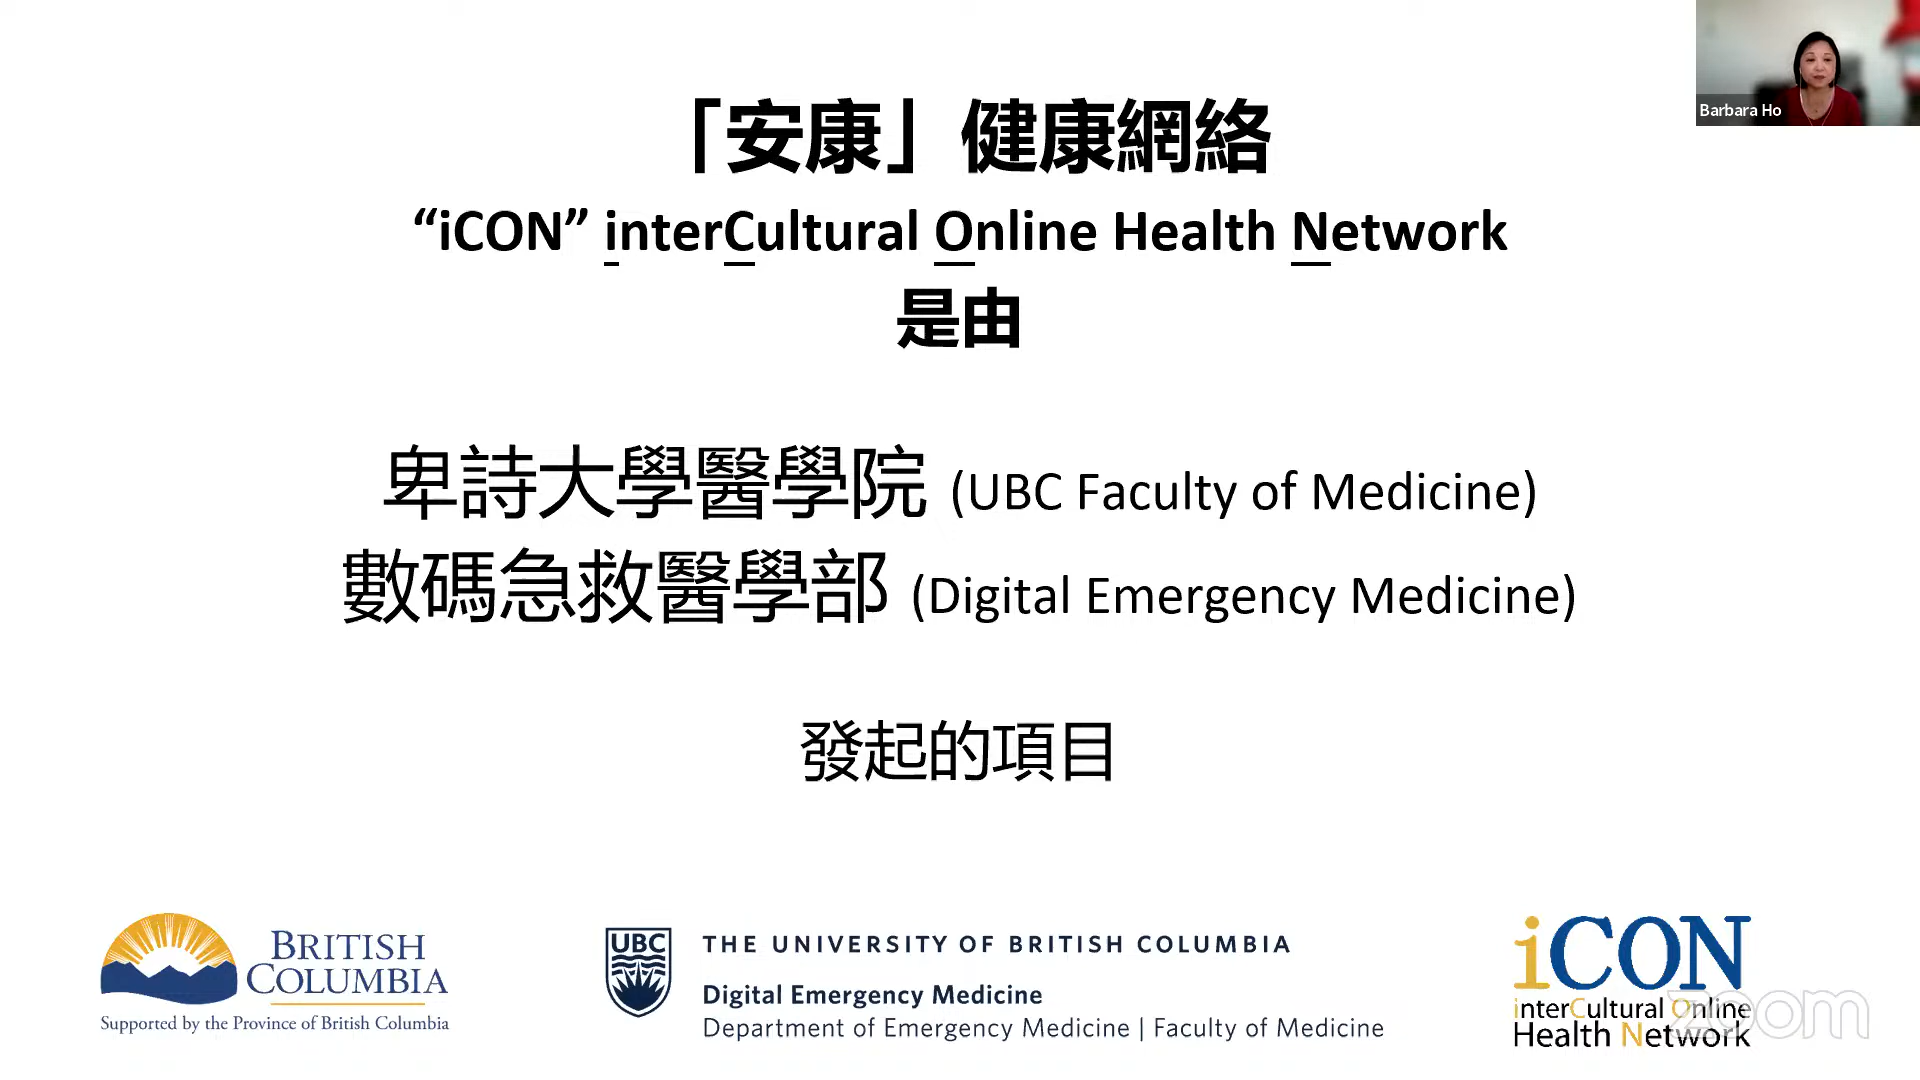 「安康」健康網絡
“iCON” interCultural Online Health Network
是由
卑詩大學醫學院 (UBC Faculty of Medicine)
數碼急救醫學部 (Digital Emergency Medicine)
發起的項目
Barbara Ho
BRITISH
COLUMBIA
Supported by the Province of British Columbia
UBC
THE UNIVERSITY OF BRITISH COLUMBIA
Digital Emergency Medicine
Department of Emergency Medicine | Faculty of Medicine
iCON
interCultural Online
Health Network
zoom